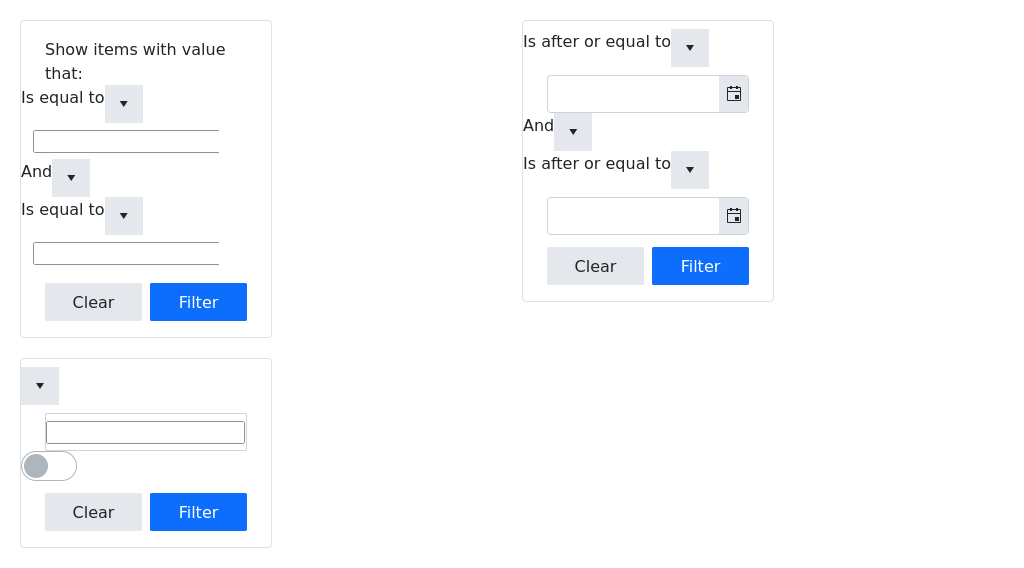 Show items with value
that:
Is equal to
And
Is equal to
Clear Filter
Is after or equal to
And
Is after or equal to
Clear Filter
Clear Filter